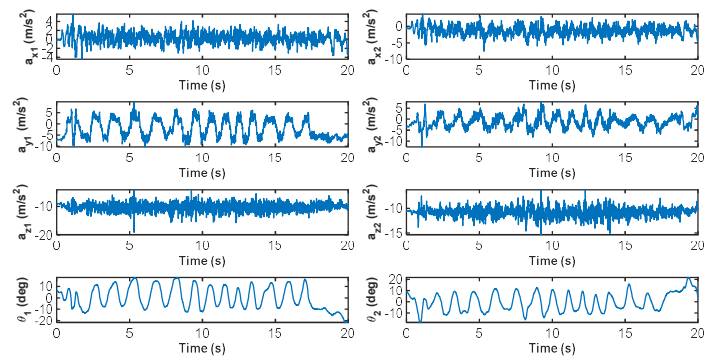 a_x1 (m/s²)
4
2
0
-2
-4
0 5 10 15 20
Time (s)
a_x2 (m/s²)
0
-5
-10
0 5 10 15 20
Time (s)
a_y1 (m/s²)
5
0
-5
-10
0 5 10 15 20
Time (s)
a_y2 (m/s²)
5
0
-5
-10
0 5 10 15 20
Time (s)
a_z1 (m/s²)
-10
-20
0 5 10 15 20
Time (s)
a_z2 (m/s²)
-10
-15
0 5 10 15 20
Time (s)
θ_1 (deg)
10
0
-10
-20
0 5 10 15 20
Time (s)
θ_2 (deg)
20
10
0
-10
0 5 10 15 20
Time (s)